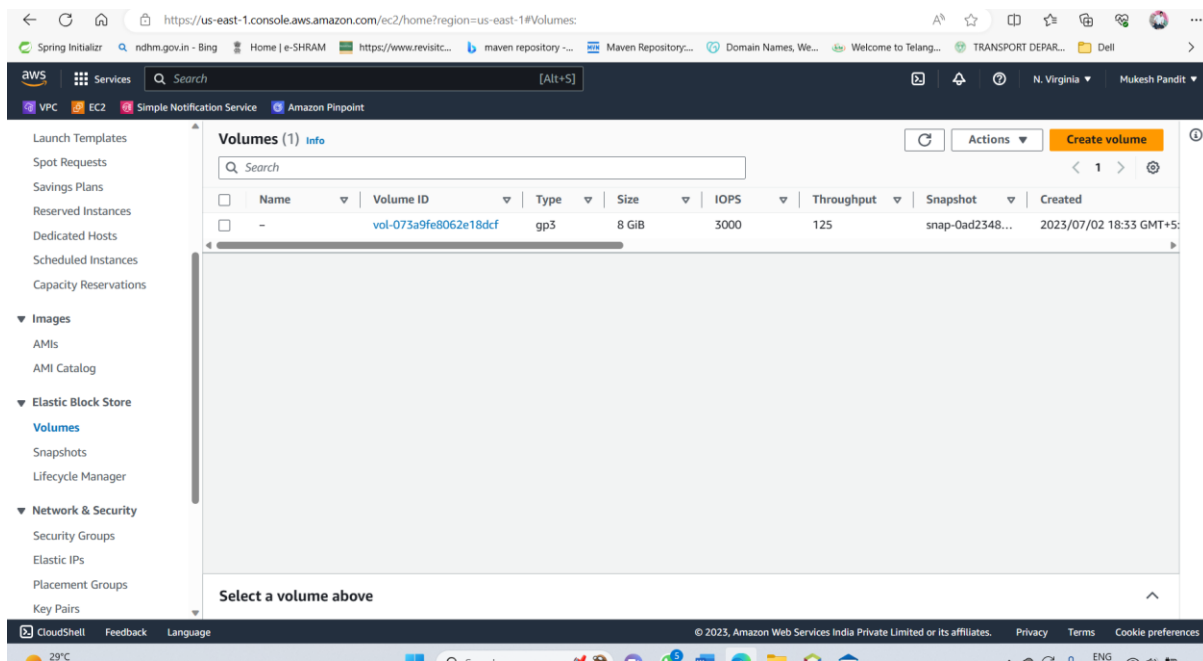 https://us-east-1.console.aws.amazon.com/ec2/home?region=us-east-1#Volumes:
Spring Initializr ndhm.gov.in - Bing Home | e-SHRAM https://www.revisitc... maven repository -... Maven Repository:... Domain Names, We... Welcome to Telang... TRANSPORT DEPAR... Dell
aws Services Search [Alt+S] N. Virginia Mukesh Pandit
VPC EC2 Simple Notification Service Amazon Pinpoint
Launch Templates
Spot Requests
Savings Plans
Reserved Instances
Dedicated Hosts
Scheduled Instances
Capacity Reservations
Images
AMIs
AMI Catalog
Elastic Block Store
Volumes
Snapshots
Lifecycle Manager
Network & Security
Security Groups
Elastic IPs
Placement Groups
Key Pairs
Volumes (1) Info Actions Create volume
Search 1
Name Volume ID Type Size IOPS Throughput Snapshot Created
– vol-073a9fe8062e18dcf gp3 8 GiB 3000 125 snap-0ad2348... 2023/07/02 18:33 GMT+5:
Select a volume above
CloudShell Feedback Language © 2023, Amazon Web Services India Private Limited or its affiliates. Privacy Terms Cookie preferences
29°C 5 ENG